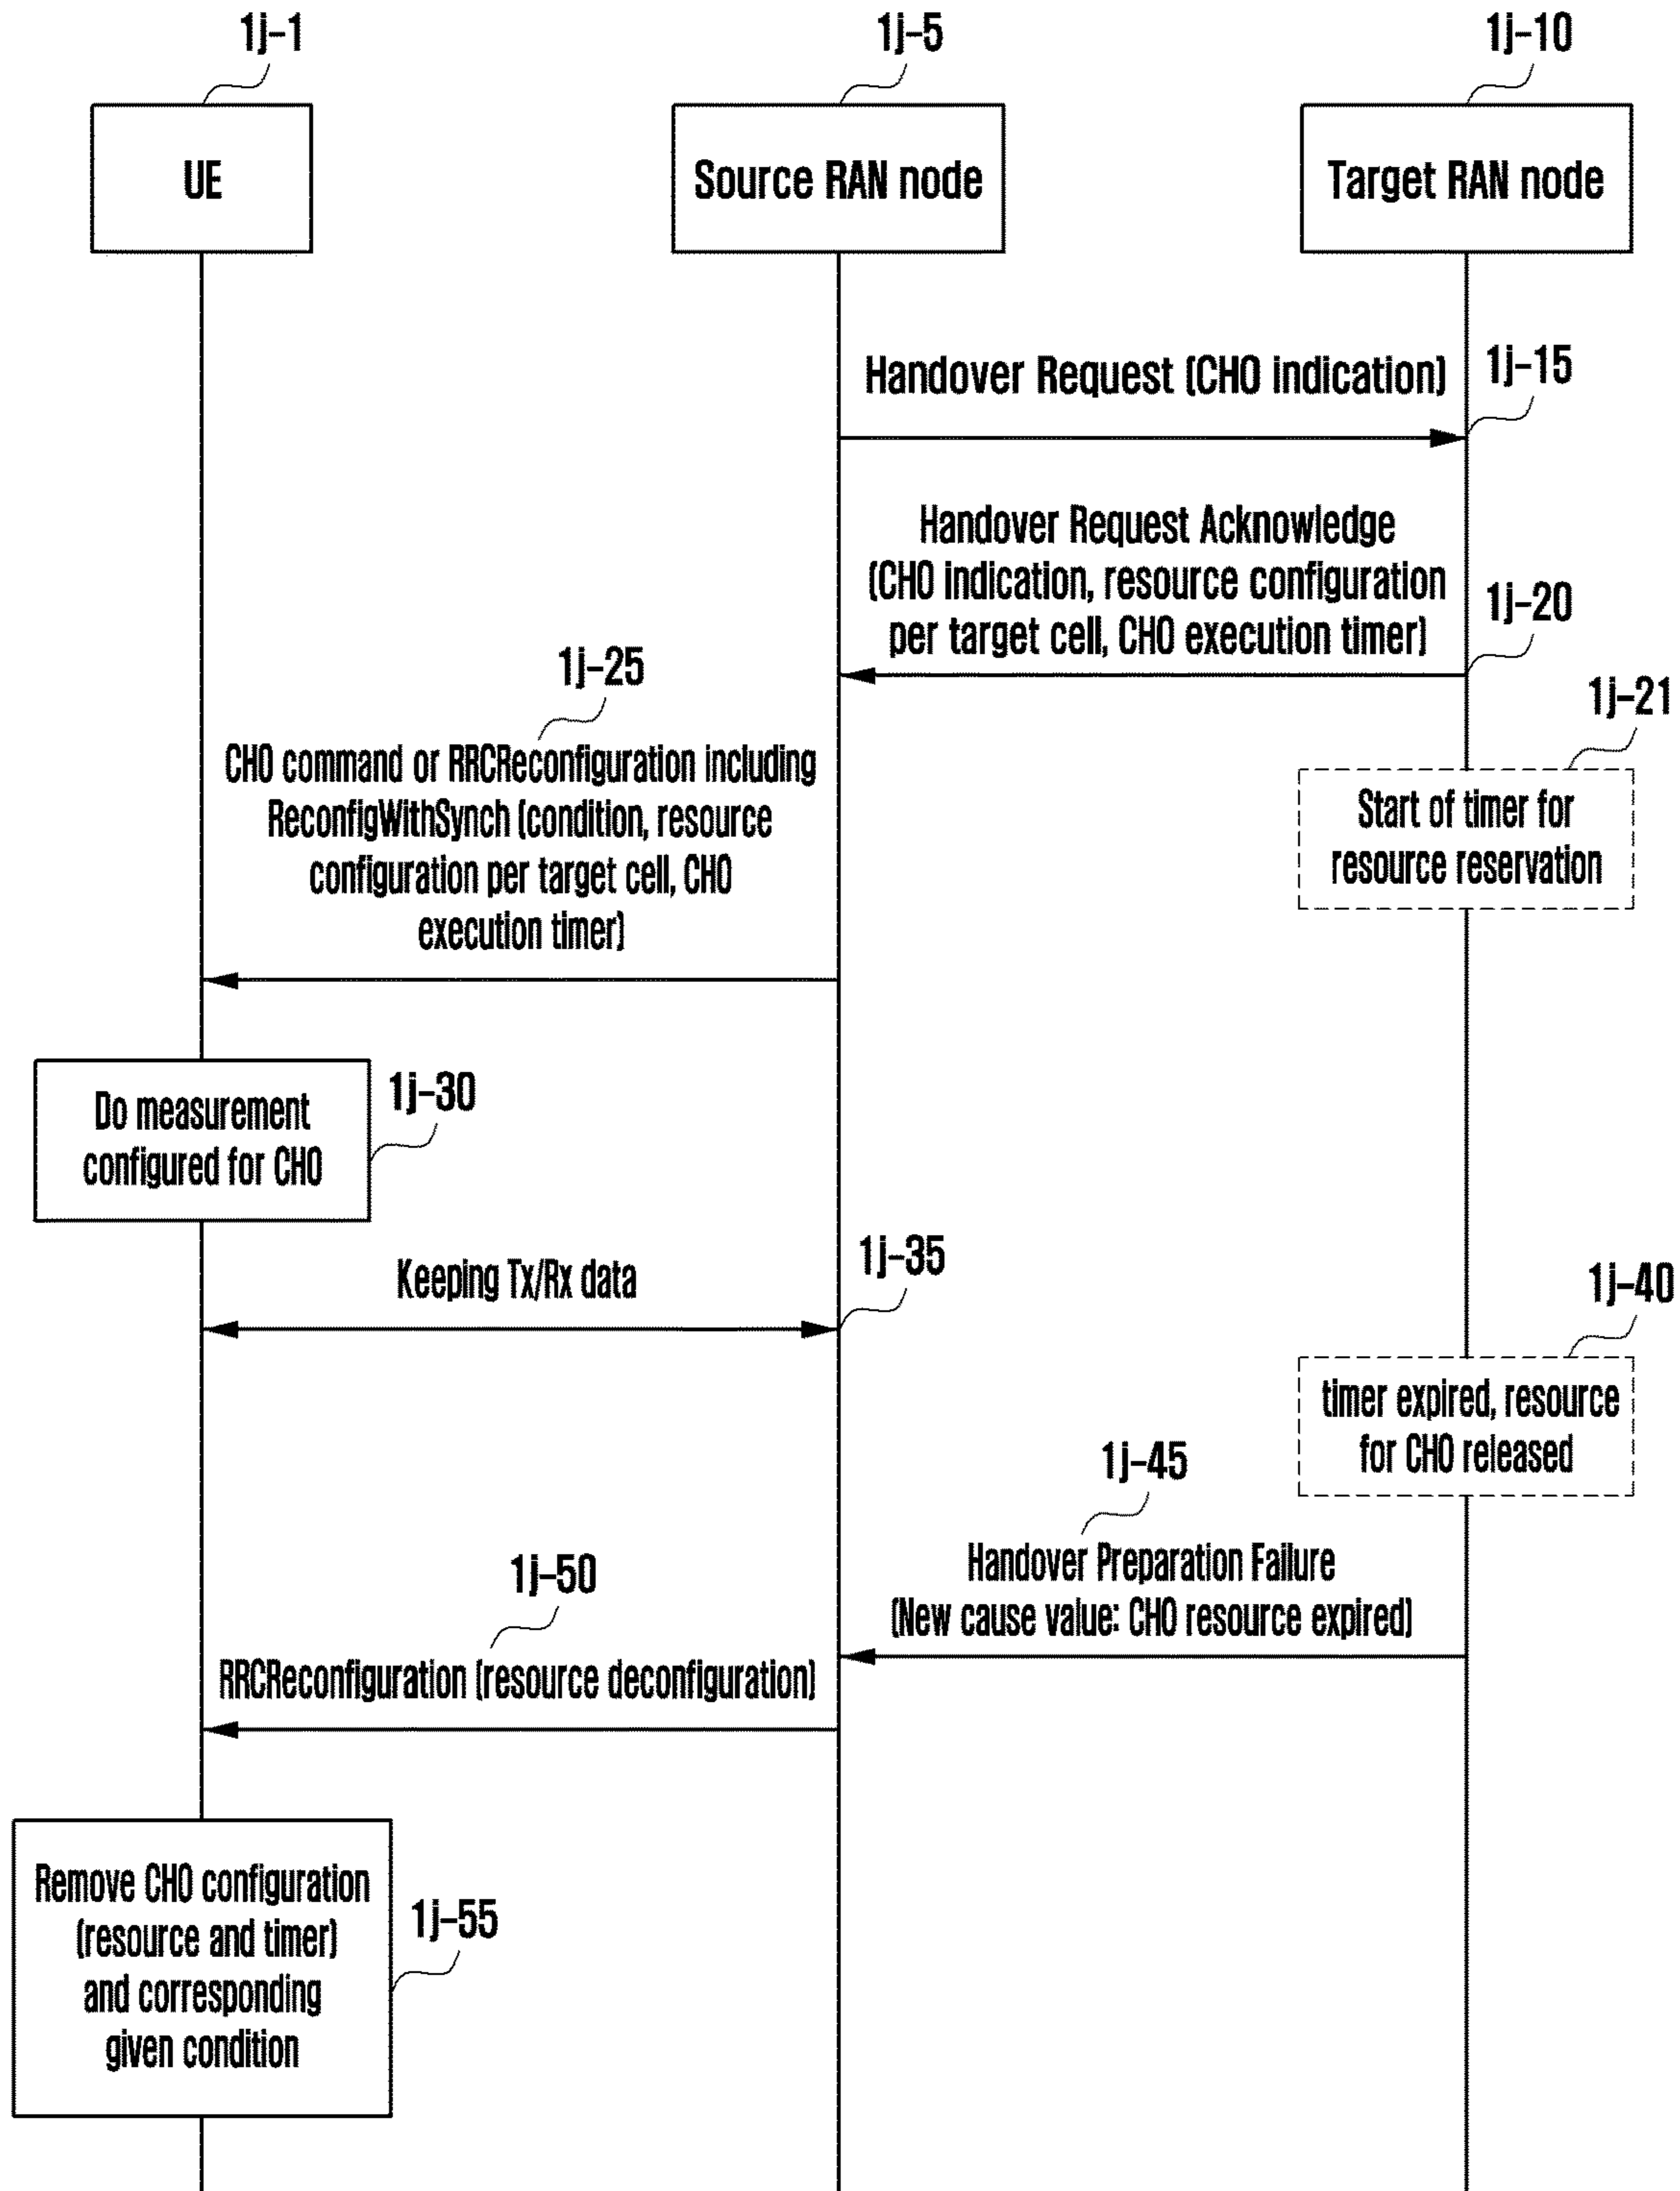 1j-1
1j-5
1j-10
UE
Source RAN node
Target RAN node
Handover Request (CHO indication)
1j-15
Handover Request Acknowledge
(CHO indication, resource configuration
per target cell, CHO execution timer)
1j-20
1j-25
1j-21
CHO command or RRCReconfiguration including
ReconfigWithSynch (condition, resource
configuration per target cell, CHO
execution timer)
Start of timer for
resource reservation
Do measurement
configured for CHO
1j-30
Keeping Tx/Rx data
1j-35
1j-40
timer expired, resource
for CHO released
1j-45
Handover Preparation Failure
(New cause value: CHO resource expired)
1j-50
RRCReconfiguration (resource deconfiguration)
Remove CHO configuration
(resource and timer)
and corresponding
given condition
1j-55